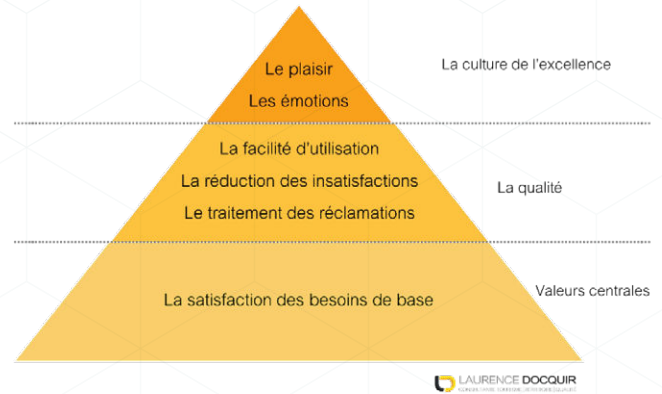 Le plaisir
Les émotions
La culture de l'excellence
La facilité d'utilisation
La réduction des insatisfactions
Le traitement des réclamations
La qualité
La satisfaction des besoins de base
Valeurs centrales
LAURENCE DOCQUIR